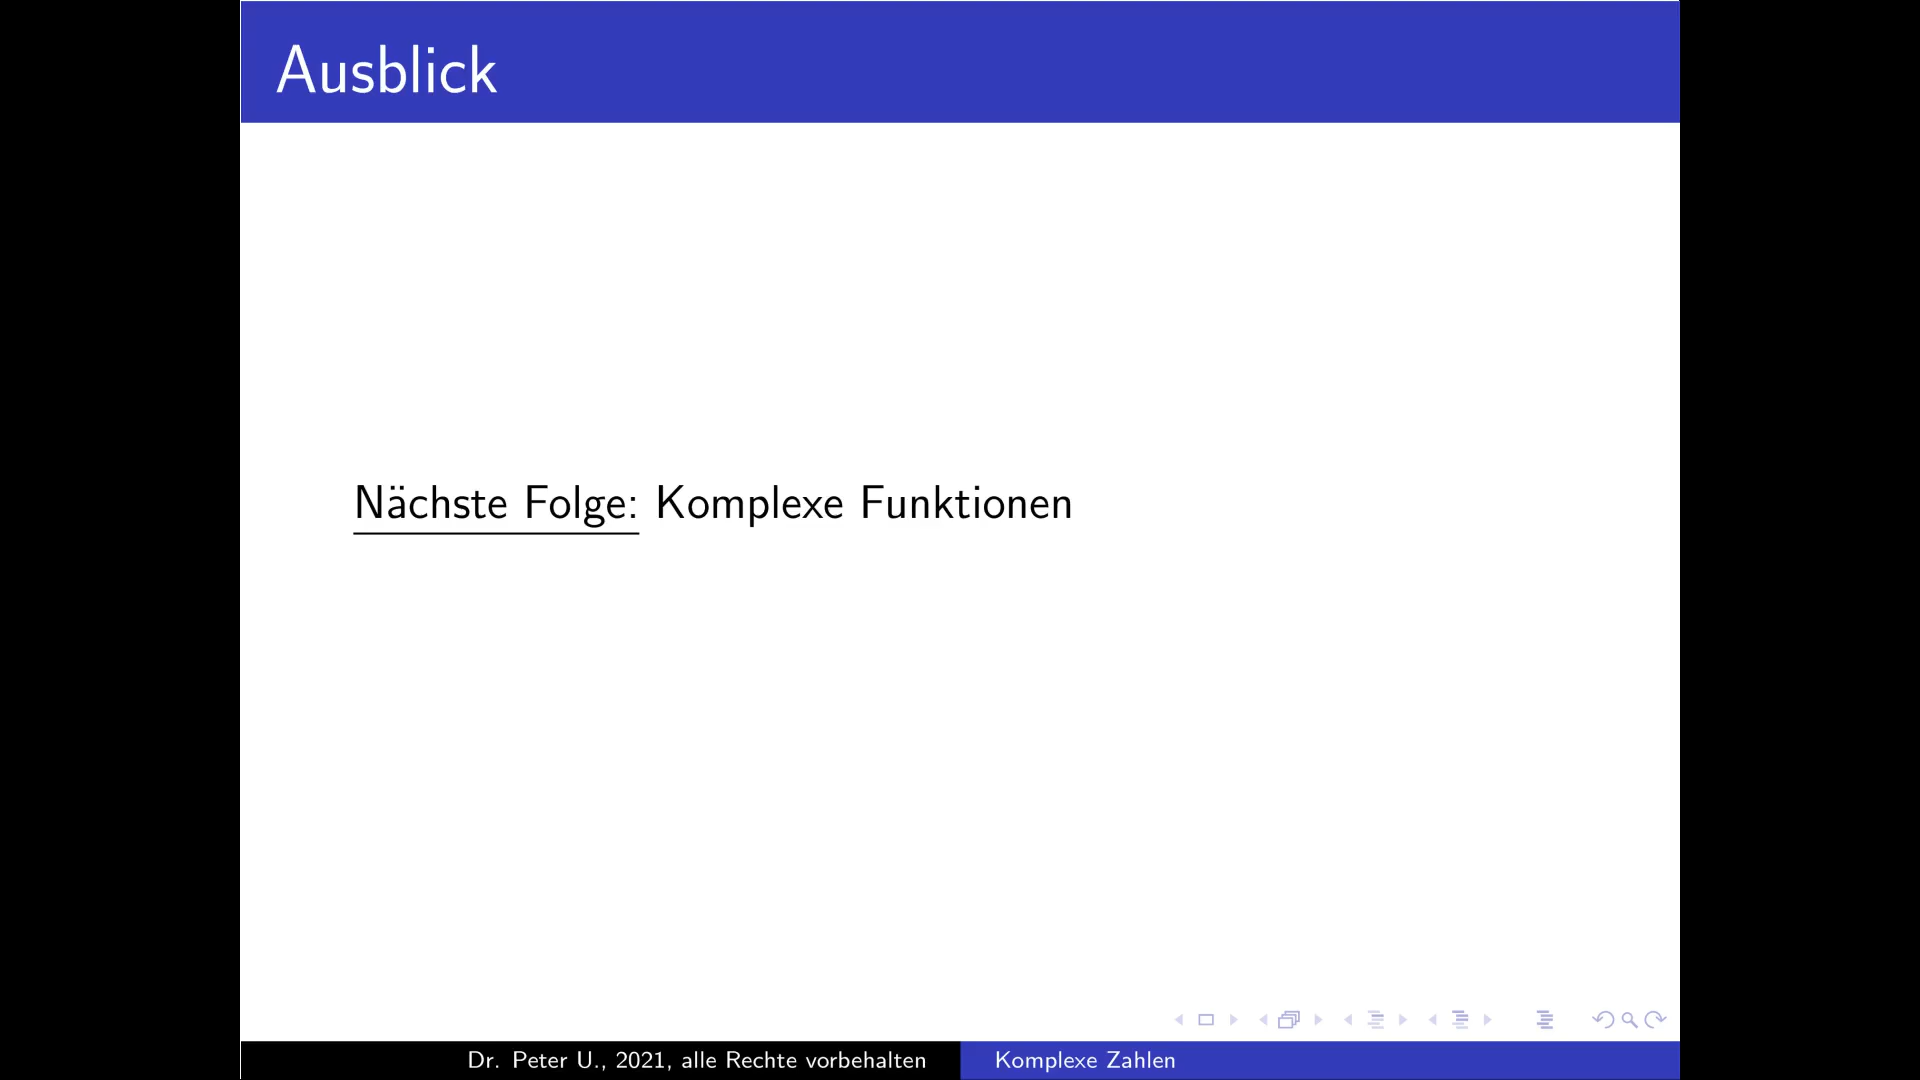 Ausblick
Nächste Folge: Komplexe Funktionen
Dr. Peter U., 2021, alle Rechte vorbehalten
Komplexe Zahlen